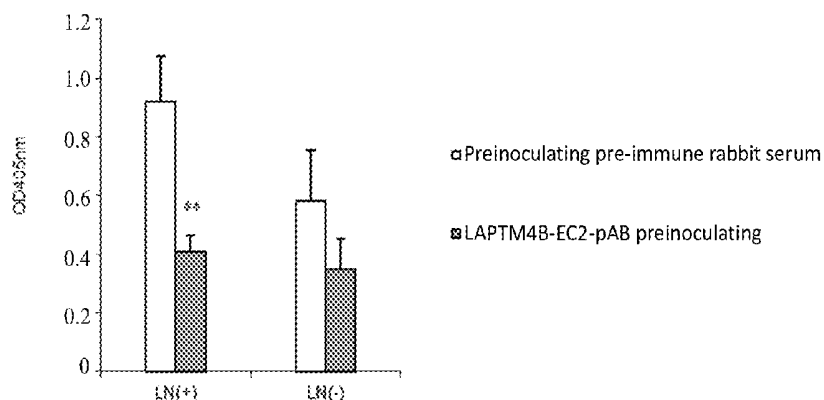 1.2
1.0
0.8
0.6
0.4
0.2
0
OD405nm
**
LN(+)
LN(-)
Preinoculating pre-immune rabbit serum
LAPTM4B-EC2-pAB preinoculating